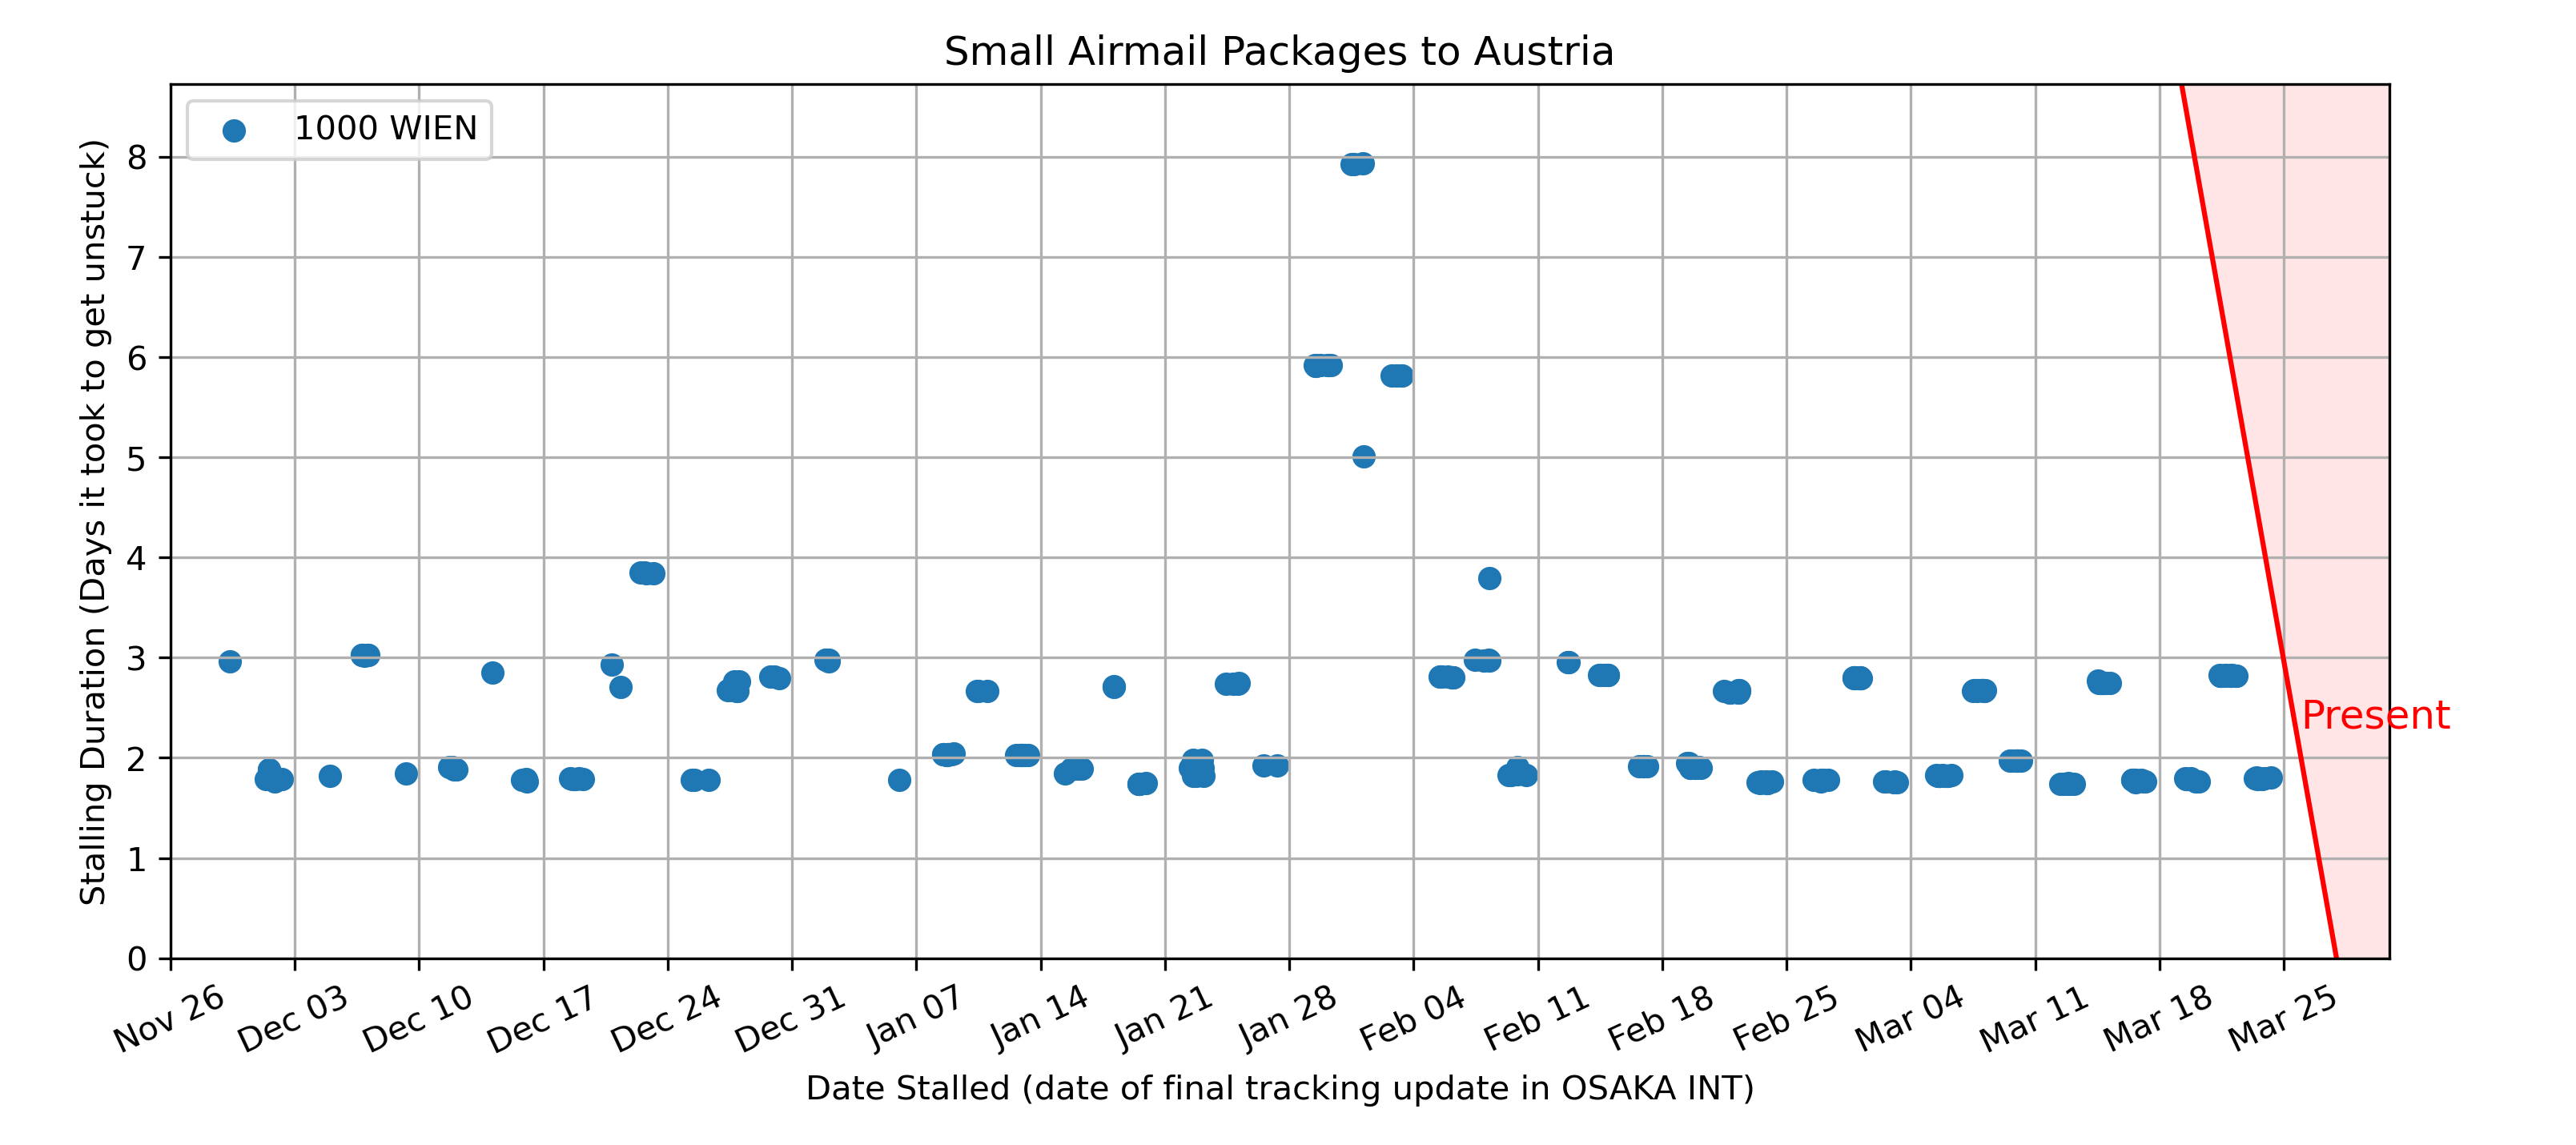 Small Airmail Packages to Austria
1000 WIEN
Stalling Duration (Days it took to get unstuck)
8
7
6
5
4
3
2
1
0
Present
Nov 26
Dec 03
Dec 10
Dec 17
Dec 24
Dec 31
Jan 07
Jan 14
Jan 21
Jan 28
Feb 04
Feb 11
Feb 18
Feb 25
Mar 04
Mar 11
Mar 18
Mar 25
Date Stalled (date of final tracking update in OSAKA INT)